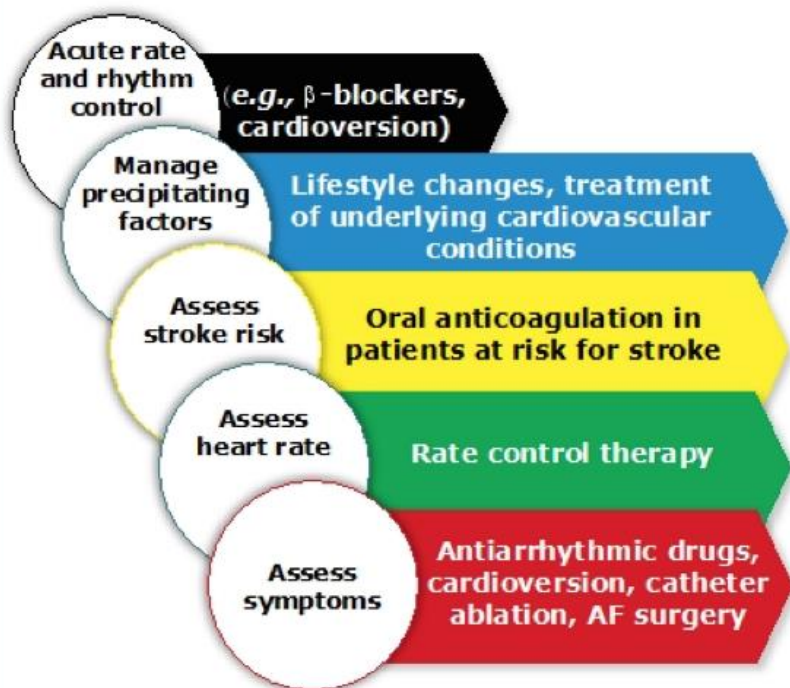 Acute rate
and rhythm
control
(e.g., β-blockers,
cardioversion)
Manage
precipitating
factors
Lifestyle changes, treatment
of underlying cardiovascular
conditions
Assess
stroke risk
Oral anticoagulation in
patients at risk for stroke
Assess
heart rate
Rate control therapy
Assess
symptoms
Antiarrhythmic drugs,
cardioversion, catheter
ablation, AF surgery